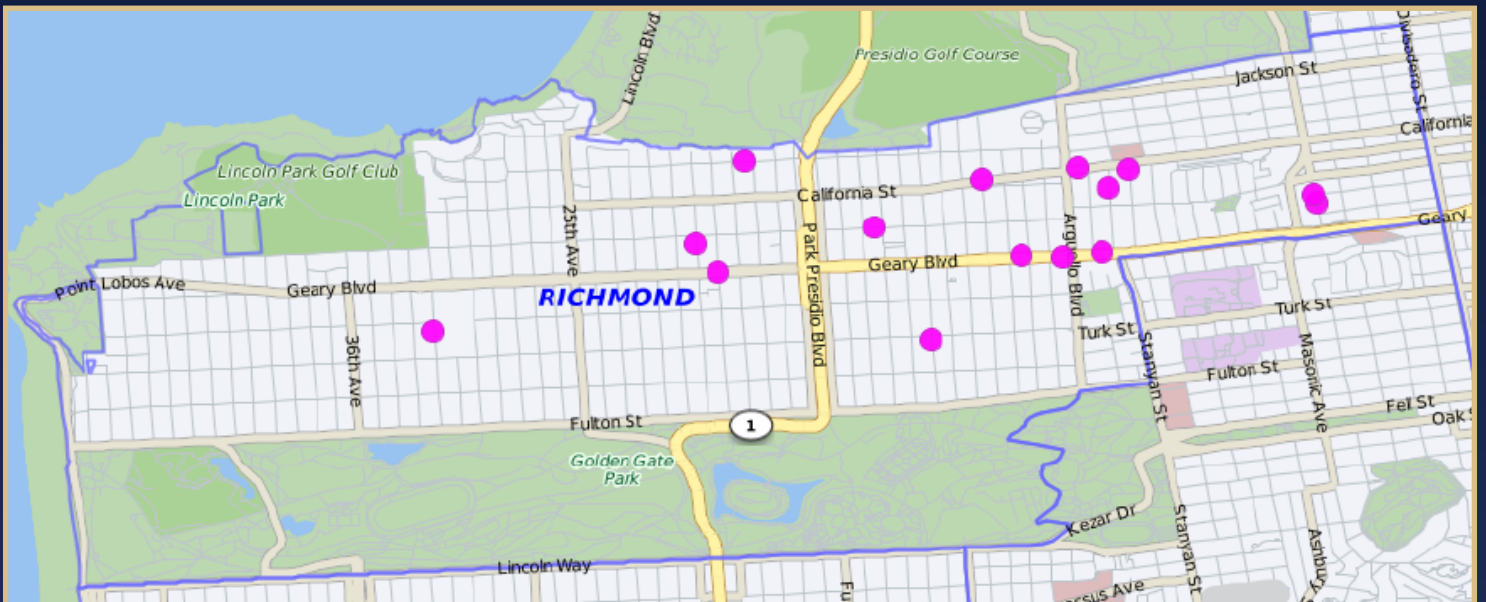 Lincoln Blvd
Presidio Golf Course
Divisadero St
Jackson St
California
Lincoln Park Golf Club
Lincoln Park
California St
25th Ave
Park Presidio Blvd
Arguello Blvd
Geary
Geary Blvd
Point Lobos Ave
Geary Blvd
RICHMOND
Turk St
Turk St
36th Ave
Stanyan St
Masonic Ave
Fulton St
Fell St
Oak
Fulton St
1
Golden Gate
Park
Kezar Dr
Stanyan St
Ashbury
Lincoln Way
Fu
ssus Ave